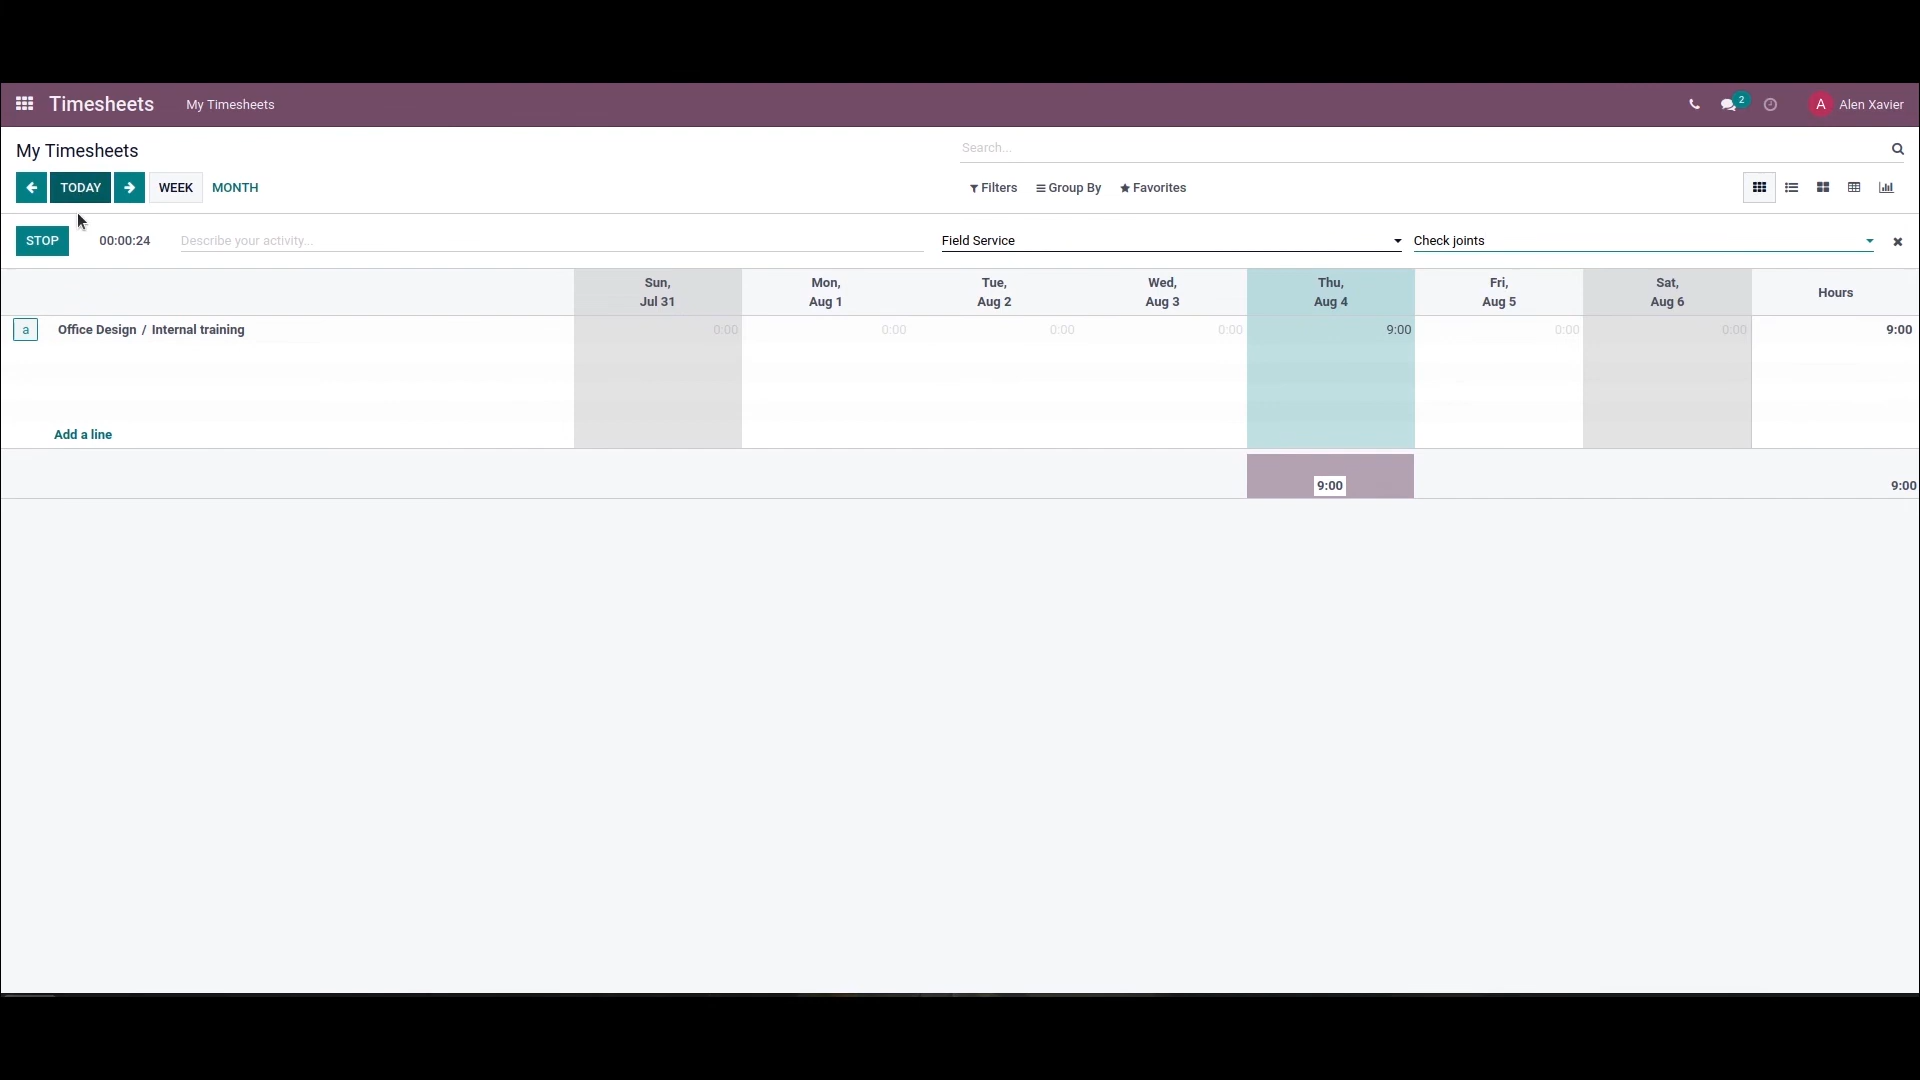 Timesheets My Timesheets 2 A Alen Xavier
My Timesheets Search...
TODAY WEEK MONTH Filters Group By Favorites
STOP 00:00:24 Describe your activity... Field Service Check joints
Sun, Mon, Tue, Wed, Thu, Fri, Sat,
Jul 31 Aug 1 Aug 2 Aug 3 Aug 4 Aug 5 Aug 6 Hours
a Office Design / Internal training 0:00 0:00 0:00 0:00 9:00 0:00 0:00 9:00
Add a line
9:00 9:00